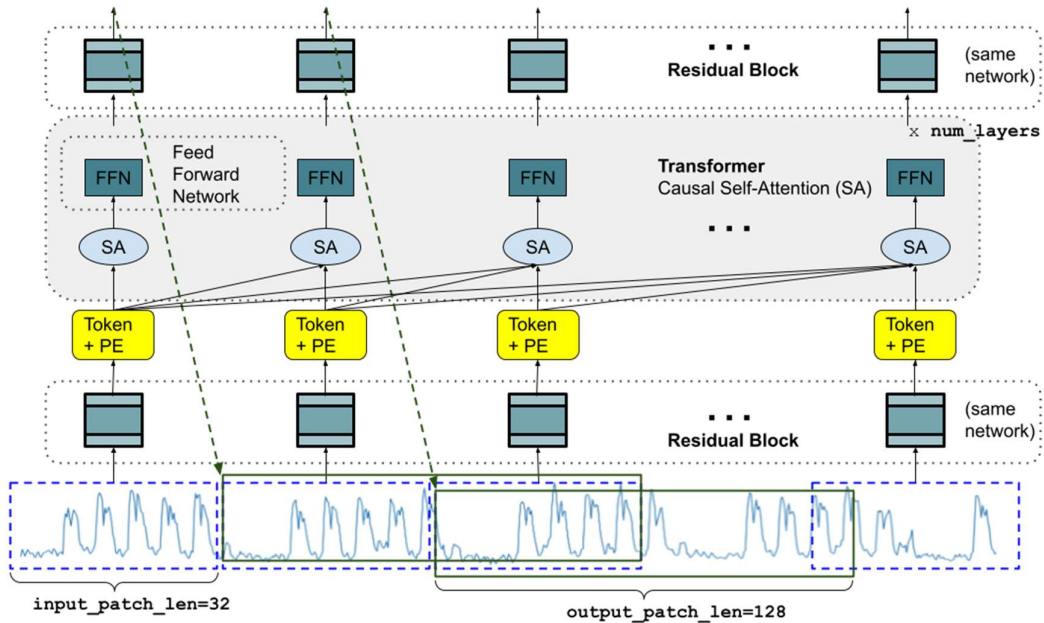 . . .
Residual Block
(same
network)
x num_layers
Feed
Forward
Network
FFN
FFN
FFN
FFN
Transformer
Causal Self-Attention (SA)
. . .
SA
SA
SA
SA
Token
+ PE
Token
+ PE
Token
+ PE
Token
+ PE
. . .
Residual Block
(same
network)
input_patch_len=32
output_patch_len=128